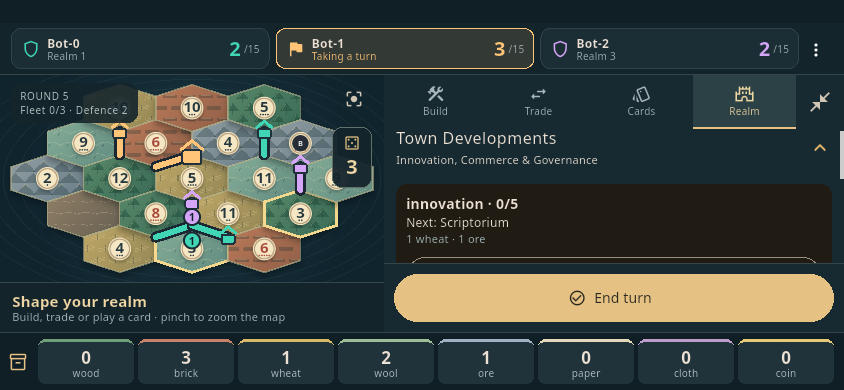 Bot-0
Realm 1
2 /15
Bot-1
Taking a turn
3 /15
Bot-2
Realm 3
2 /15
ROUND 5
Fleet 0/3 · Defence 2
10
5
9
6
4
B
2
12
5
11
3
8
1
11
3
4
1
6
Build
Trade
Cards
Realm
Town Developments
Innovation, Commerce & Governance
innovation · 0/5
Next: Scriptorium
1 wheat · 1 ore
End turn
Shape your realm
Build, trade or play a card · pinch to zoom the map
0
wood
3
brick
1
wheat
2
wool
1
ore
0
paper
0
cloth
0
coin